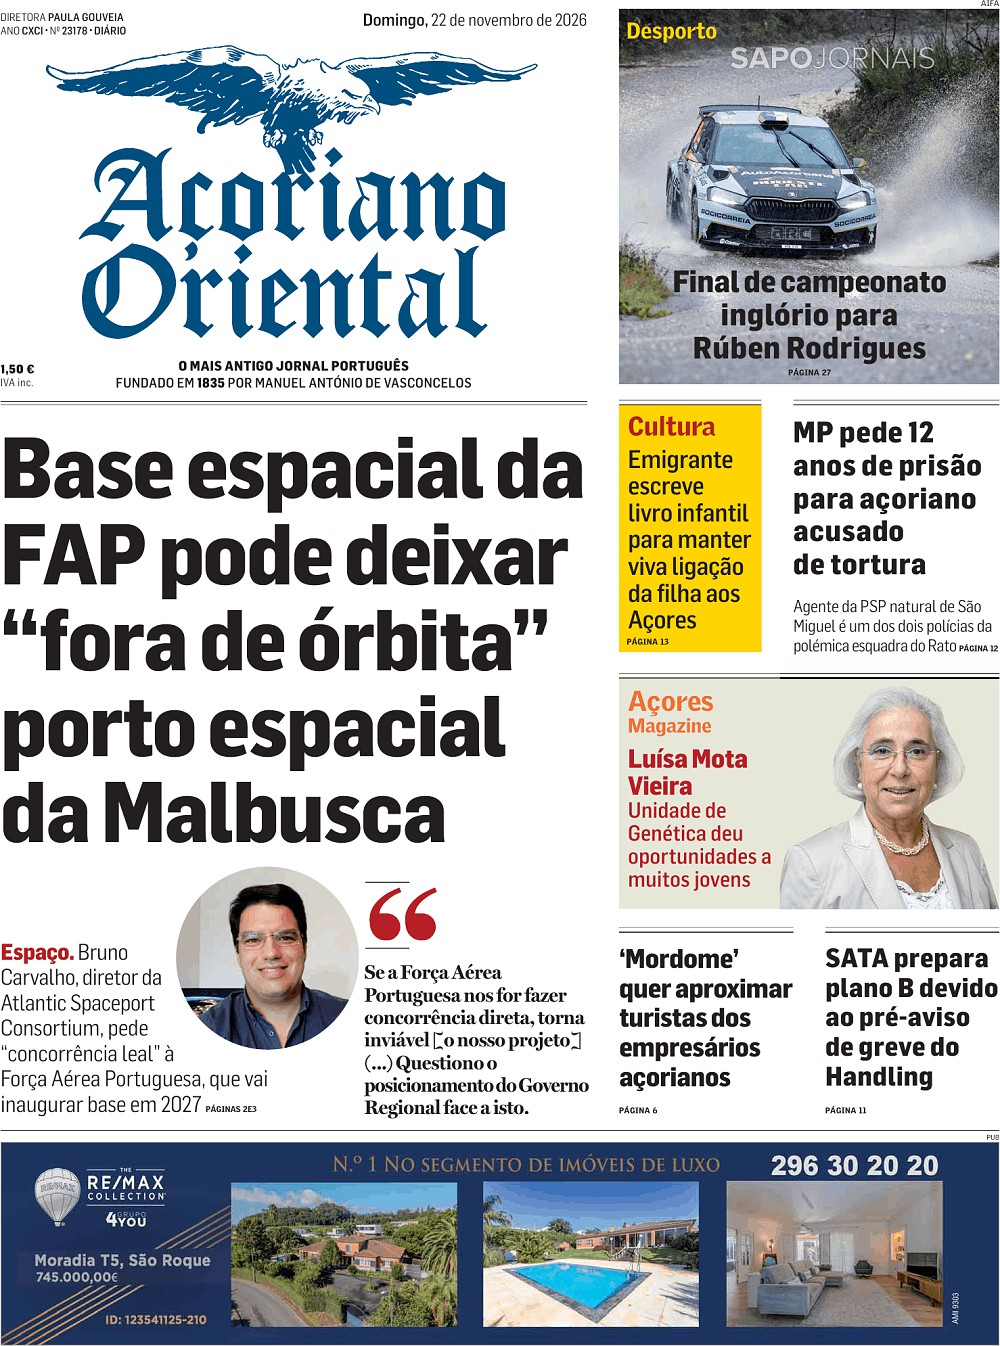 DIRETORA PAULA GOUVEIA
ANO CXCI • Nº 23178 • DIÁRIO
Domingo, 22 de novembro de 2026
Açoriano
Oriental
1,50 €
IVA inc.
O MAIS ANTIGO JORNAL PORTUGUÊS
FUNDADO EM 1835 POR MANUEL ANTÓNIO DE VASCONCELOS
AIFA
Desporto
SAPOJORNAIS
AutoAçoreana
SOCICORREIA
SOCICORREIA
Final de campeonato
inglório para
Rúben Rodrigues
PÁGINA 27
Base espacial da
FAP pode deixar
“fora de órbita”
porto espacial
da Malbusca
Espaço. Bruno
Carvalho, diretor da
Atlantic Spaceport
Consortium, pede
“concorrência leal” à
Força Aérea Portuguesa, que vai
inaugurar base em 2027 PÁGINAS 2E3
“
Se a Força Aérea
Portuguesa nos for fazer
concorrência direta, torna
inviável [o nosso projeto]
(...) Questiono o
posicionamento do Governo
Regional face a isto.
Cultura
Emigrante
escreve
livro infantil
para manter
viva ligação
da filha aos
Açores
PÁGINA 13
MP pede 12
anos de prisão
para açoriano
acusado
de tortura
Agente da PSP natural de São
Miguel é um dos dois polícias da
polémica esquadra do Rato PÁGINA 12
Açores
Magazine
Luísa Mota
Vieira
Unidade de
Genética deu
oportunidades a
muitos jovens
‘Mordome’
quer aproximar
turistas dos
empresários
açorianos
PÁGINA 6
SATA prepara
plano B devido
ao pré-aviso
de greve do
Handling
PÁGINA 11
PUB
RE/MAX
THE
RE/MAX
COLLECTION
GRUPO
4YOU
Moradia T5, São Roque
745.000,00€
ID: 123541125-210
N.º 1 NO SEGMENTO DE IMÓVEIS DE LUXO
296 30 20 20
AMI 9303